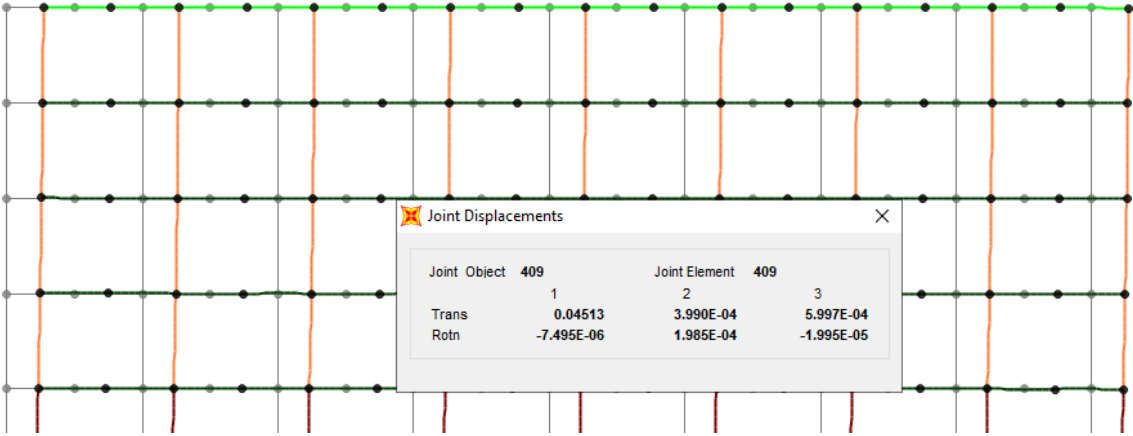 Joint Displacements
Joint Object 409 Joint Element 409
1 2 3
Trans 0.04513 3.990E-04 5.997E-04
Rotn -7.495E-06 1.985E-04 -1.995E-05